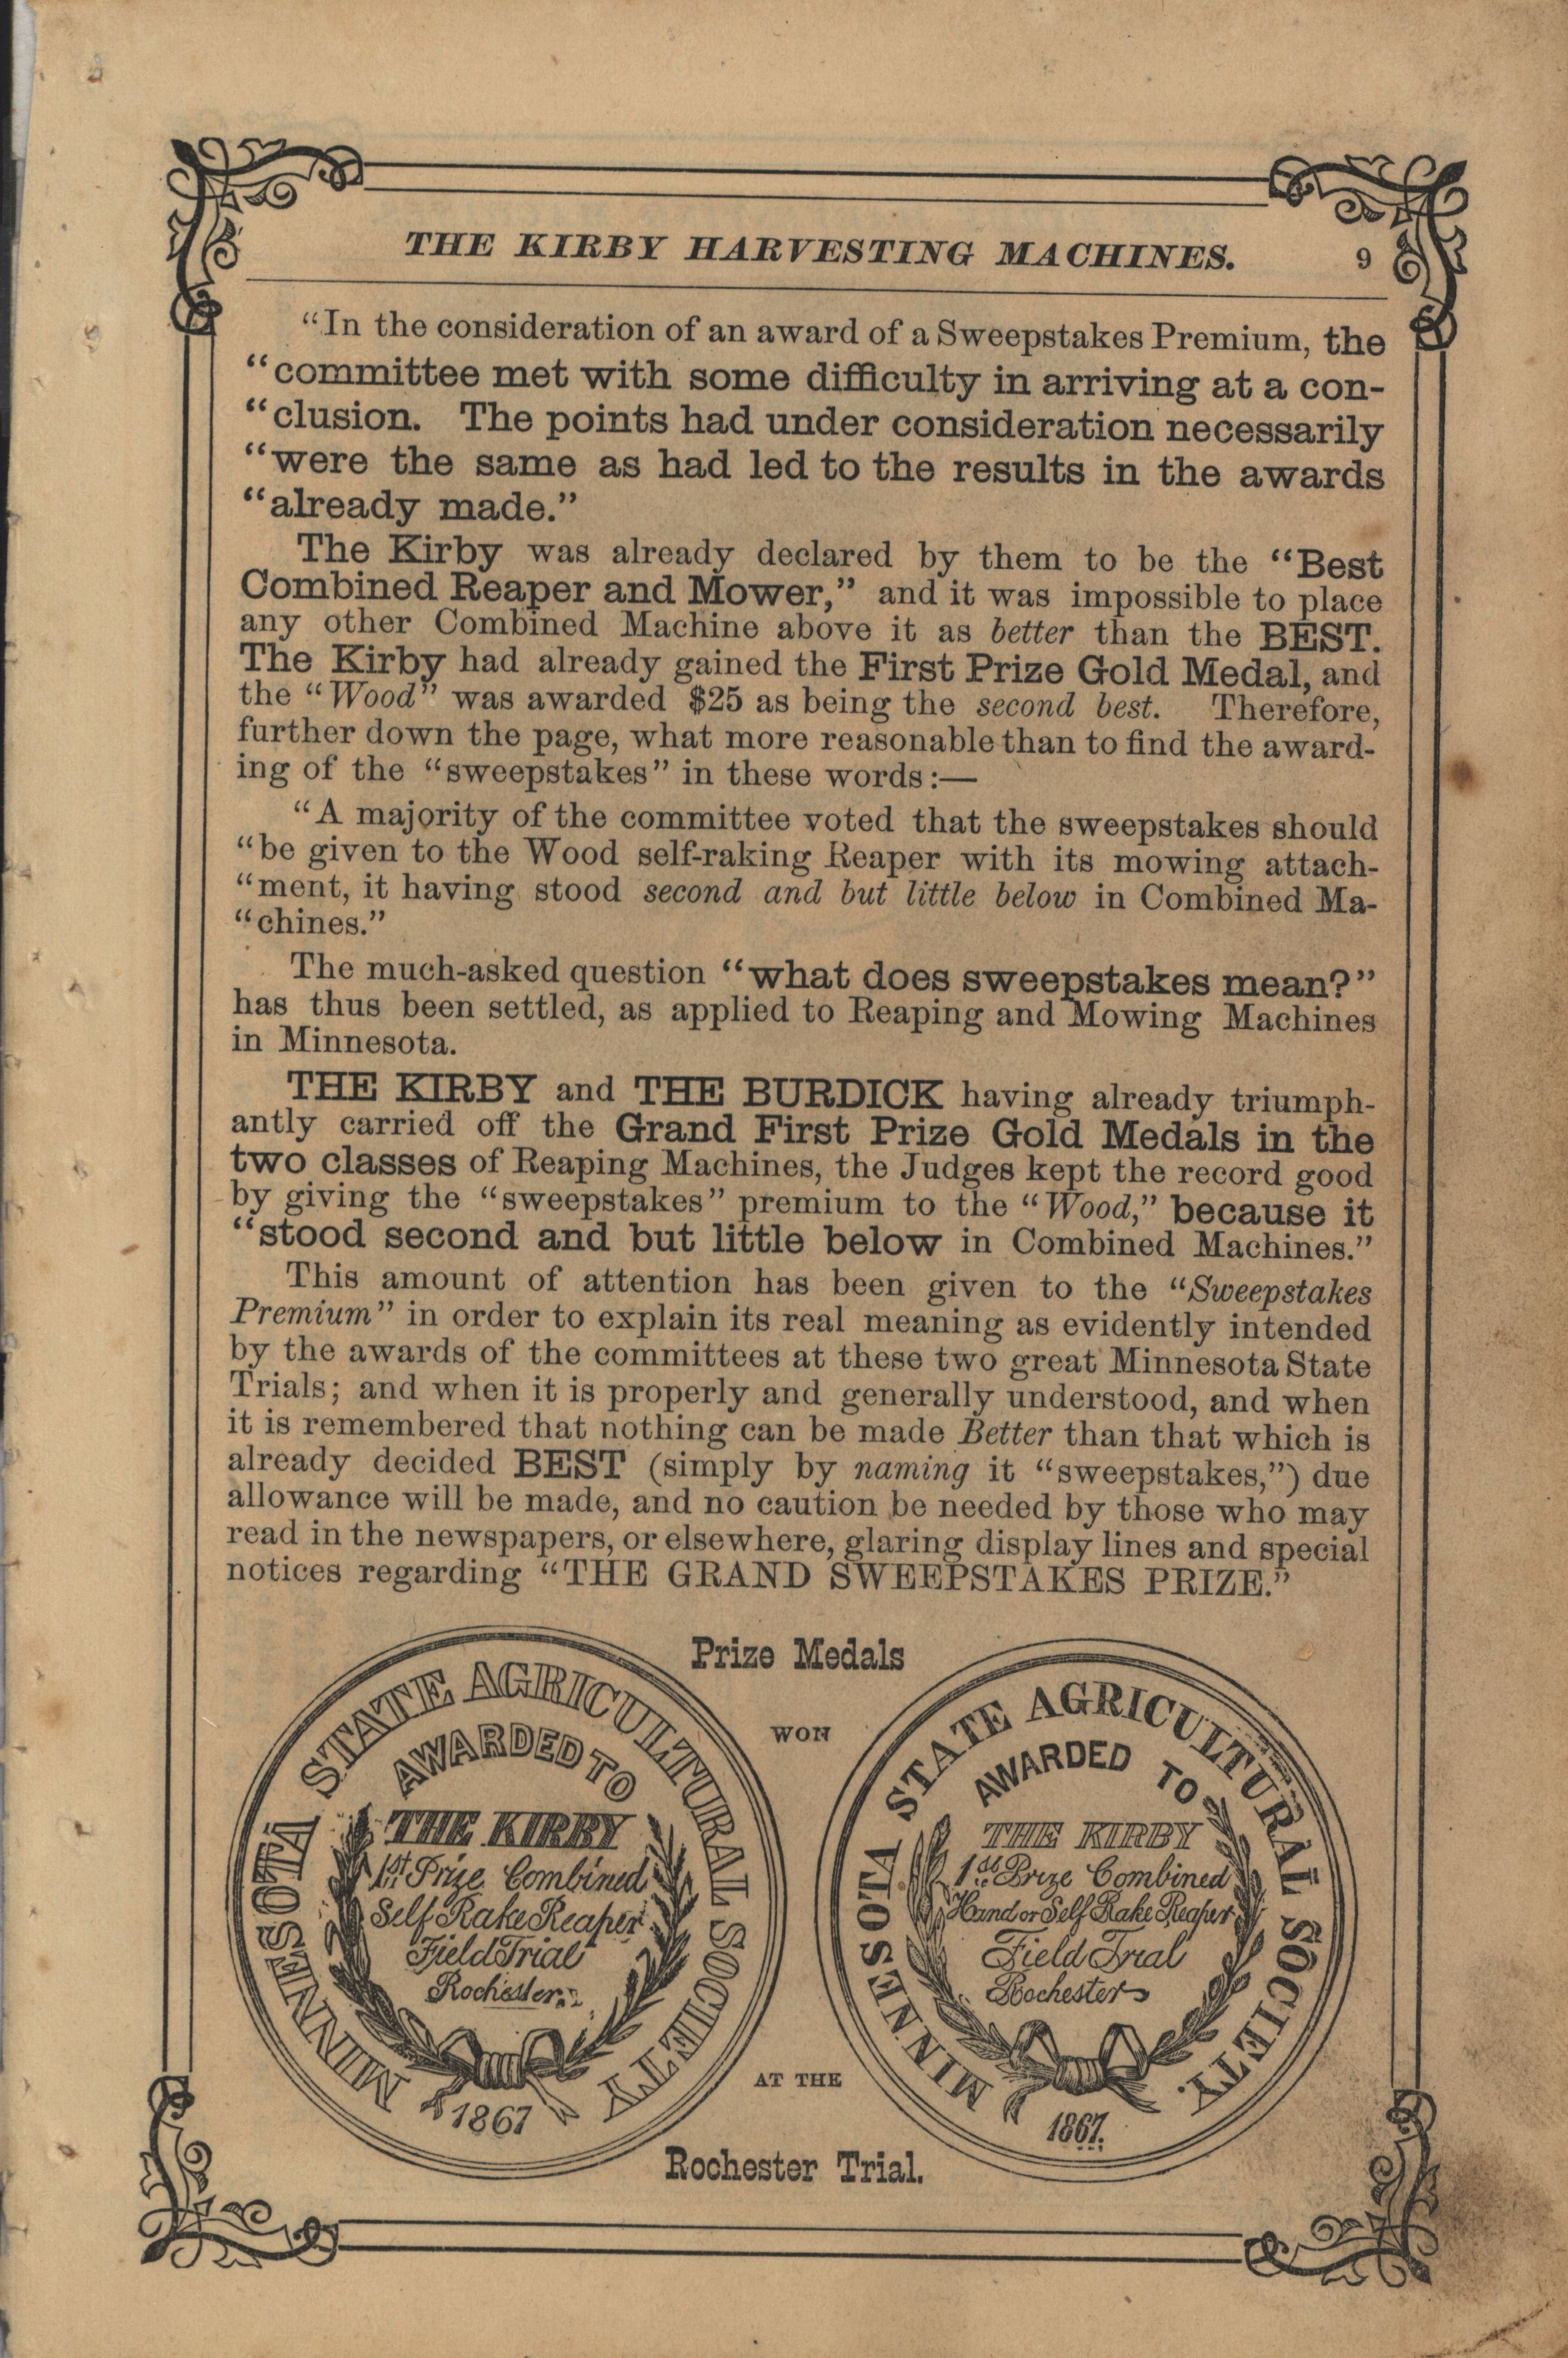 THE KIRBY HARVESTING MACHINES. 9
“In the consideration of an award of a Sweepstakes Premium, the
“committee met with some difficulty in arriving at a con-
“clusion. The points had under consideration necessarily
“were the same as had led to the results in the awards
“already made.”
The Kirby was already declared by them to be the “Best
Combined Reaper and Mower,” and it was impossible to place
any other Combined Machine above it as better than the BEST.
The Kirby had already gained the First Prize Gold Medal, and
the “Wood” was awarded $25 as being the second best. Therefore,
further down the page, what more reasonable than to find the award-
ing of the “sweepstakes” in these words:—
“A majority of the committee voted that the sweepstakes should
“be given to the Wood self-raking Reaper with its mowing attach-
“ment, it having stood second and but little below in Combined Ma-
“chines.”
The much-asked question “what does sweepstakes mean?”
has thus been settled, as applied to Reaping and Mowing Machines
in Minnesota.
THE KIRBY and THE BURDICK having already triumph-
antly carried off the Grand First Prize Gold Medals in the
two classes of Reaping Machines, the Judges kept the record good
by giving the “sweepstakes” premium to the “Wood,” because it
“stood second and but little below in Combined Machines.”
This amount of attention has been given to the “Sweepstakes
Premium” in order to explain its real meaning as evidently intended
by the awards of the committees at these two great Minnesota State
Trials; and when it is properly and generally understood, and when
it is remembered that nothing can be made Better than that which is
already decided BEST (simply by naming it “sweepstakes,”) due
allowance will be made, and no caution be needed by those who may
read in the newspapers, or elsewhere, glaring display lines and special
notices regarding “THE GRAND SWEEPSTAKES PRIZE.”
Prize Medals
WON
AT THE
Rochester Trial.
MINNESOTA STATE AGRICULTURAL SOCIETY
AWARDED TO
THE KIRBY
1st Prize Combined
Self Rake Reaper
Field Trial
Rochester
1867
MINNESOTA STATE AGRICULTURAL SOCIETY.
AWARDED TO
THE KIRBY
1st Prize Combined
Hand or Self Rake Reaper
Field Trial
Rochester
1867.